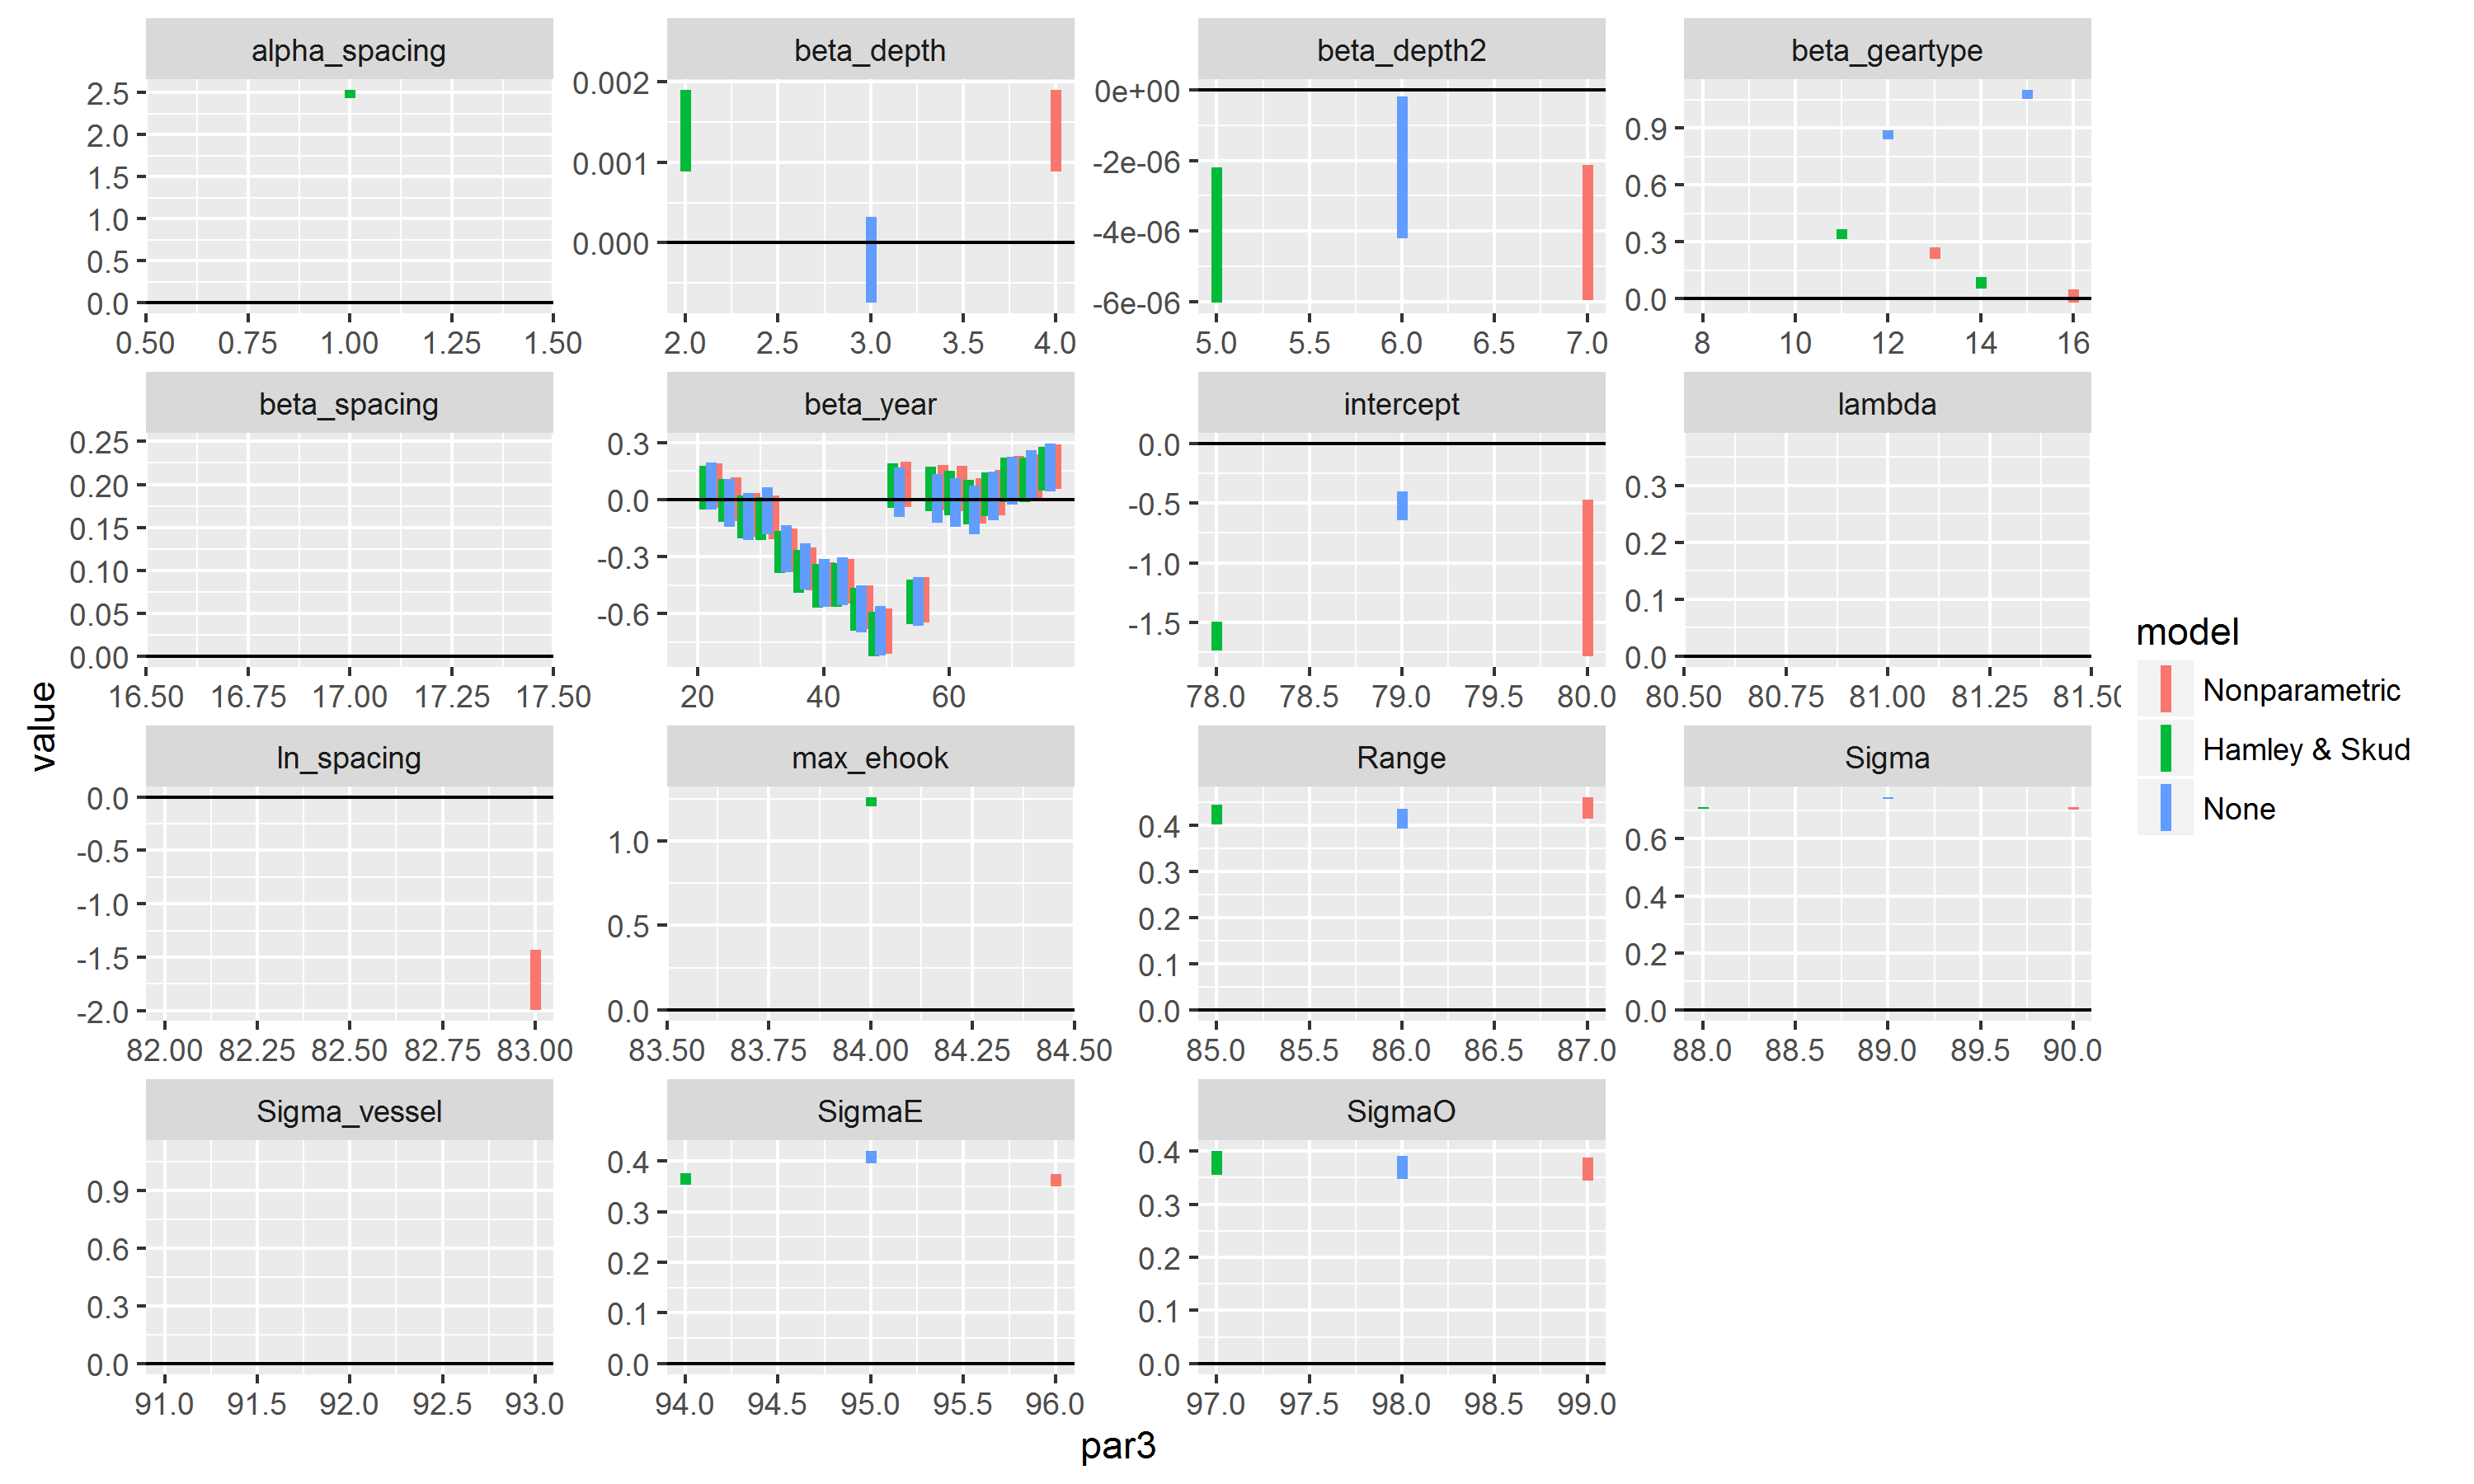 alpha_spacing
2.5
2.0
1.5
1.0
0.5
0.0
0.50 0.75 1.00 1.25 1.50
beta_depth
0.002
0.001
0.000
2.0 2.5 3.0 3.5 4.0
beta_depth2
0e+00
-2e-06
-4e-06
-6e-06
5.0 5.5 6.0 6.5 7.0
beta_geartype
0.9
0.6
0.3
0.0
8 10 12 14 16
beta_spacing
0.25
0.20
0.15
0.10
0.05
0.00
16.50 16.75 17.00 17.25 17.50
beta_year
0.3
0.0
-0.3
-0.6
20 40 60
intercept
0.0
-0.5
-1.0
-1.5
78.0 78.5 79.0 79.5 80.0
lambda
0.3
0.2
0.1
0.0
80.50 80.75 81.00 81.25 81.50
ln_spacing
0.0
-0.5
-1.0
-1.5
-2.0
82.00 82.25 82.50 82.75 83.00
max_ehook
1.0
0.5
0.0
83.50 83.75 84.00 84.25 84.50
Range
0.4
0.3
0.2
0.1
0.0
85.0 85.5 86.0 86.5 87.0
Sigma
0.6
0.4
0.2
0.0
88.0 88.5 89.0 89.5 90.0
Sigma_vessel
0.9
0.6
0.3
0.0
91.0 91.5 92.0 92.5 93.0
SigmaE
0.4
0.3
0.2
0.1
0.0
94.0 94.5 95.0 95.5 96.0
SigmaO
0.4
0.3
0.2
0.1
0.0
97.0 97.5 98.0 98.5 99.0
value
par3
model
Nonparametric
Hamley & Skud
None